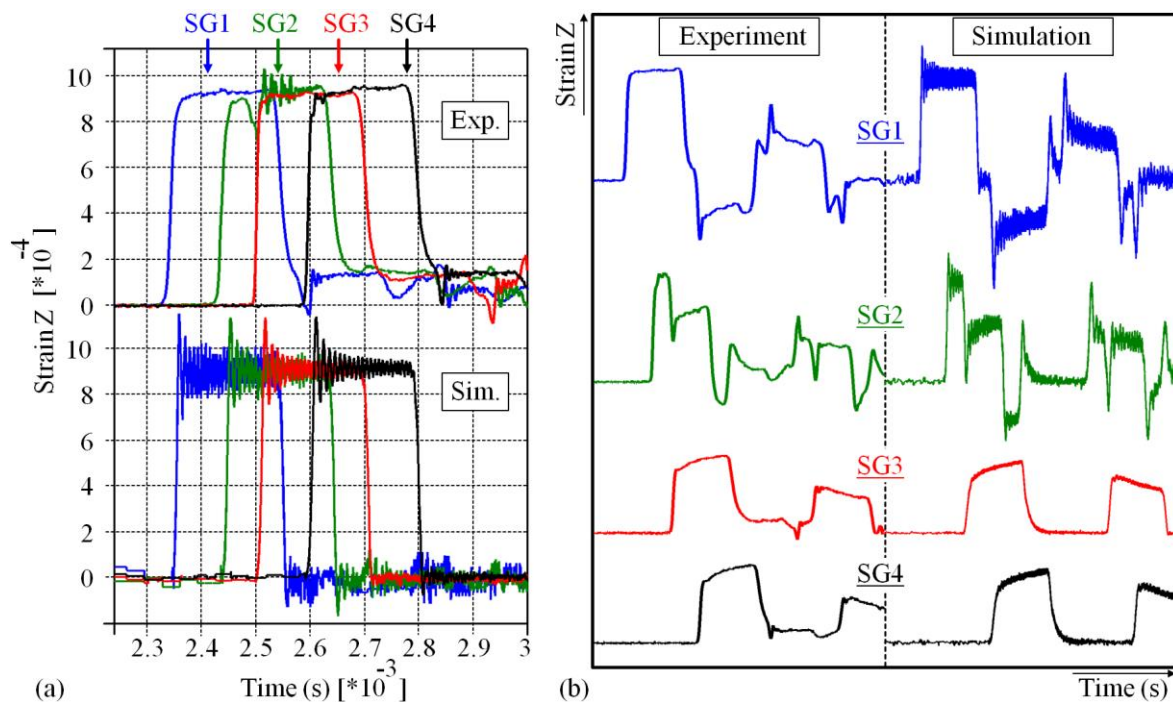 SG1 SG2 SG3 SG4
Strain Z [*10⁻⁴]
10
8
6
4
2
0
Exp.
10
8
6
4
2
0
Sim.
2.3 2.4 2.5 2.6 2.7 2.8 2.9 3
Time (s) [*10⁻³]
(a)
Strain Z
Experiment
Simulation
SG1
SG2
SG3
SG4
(b)
Time (s)